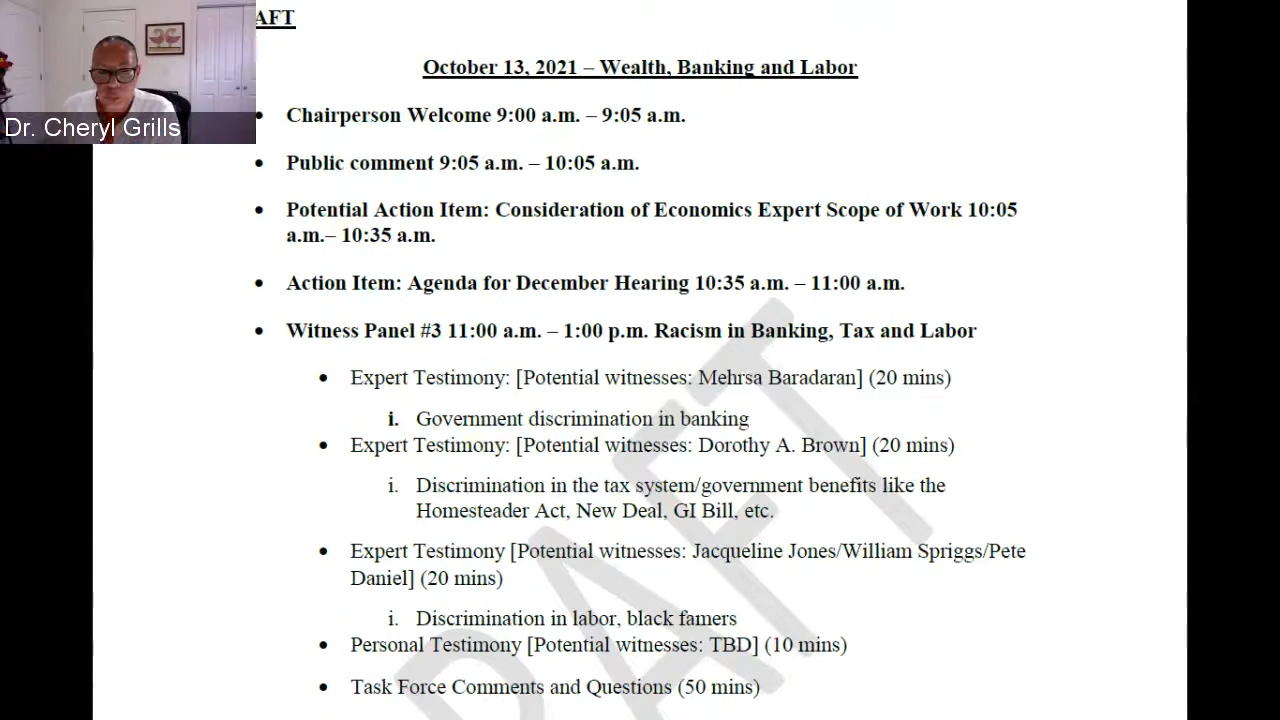 AFT
October 13, 2021 – Wealth, Banking and Labor
Dr. Cheryl Grills
• Chairperson Welcome 9:00 a.m. – 9:05 a.m.
• Public comment 9:05 a.m. – 10:05 a.m.
• Potential Action Item: Consideration of Economics Expert Scope of Work 10:05
a.m.– 10:35 a.m.
• Action Item: Agenda for December Hearing 10:35 a.m. – 11:00 a.m.
• Witness Panel #3 11:00 a.m. – 1:00 p.m. Racism in Banking, Tax and Labor
• Expert Testimony: [Potential witnesses: Mehrsa Baradaran] (20 mins)
i. Government discrimination in banking
• Expert Testimony: [Potential witnesses: Dorothy A. Brown] (20 mins)
i. Discrimination in the tax system/government benefits like the
Homesteader Act, New Deal, GI Bill, etc.
• Expert Testimony [Potential witnesses: Jacqueline Jones/William Spriggs/Pete
Daniel] (20 mins)
i. Discrimination in labor, black famers
• Personal Testimony [Potential witnesses: TBD] (10 mins)
• Task Force Comments and Questions (50 mins)
DRAFT